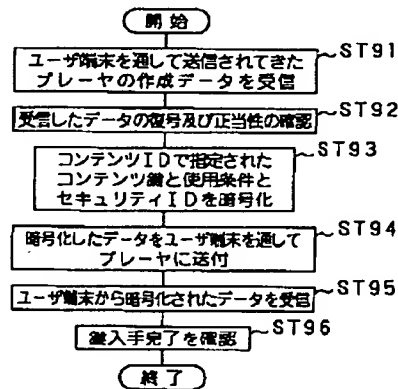 開始
ユーザ端末を通して送信されてきた
プレーヤの作成データを受信
ST91
受信したデータの復号及び正当性の確認
ST92
コンテンツIDで指定された
コンテンツ鍵と使用条件と
セキュリティIDを暗号化
ST93
暗号化したデータをユーザ端末を通して
プレーヤに送付
ST94
ユーザ端末から暗号化されたデータを受信
ST95
鍵入手完了を確認
ST96
終了